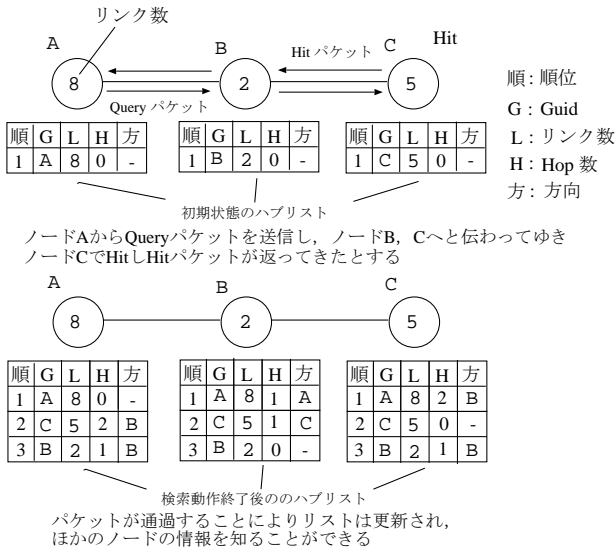 リンク数
A
B
C
Hit
Hit パケット
8
2
5
Query パケット
順: 順位
G : Guid
L : リンク数
H : Hop 数
方: 方向
順 G L H 方
1 A 8 0 -
順 G L H 方
1 B 2 0 -
順 G L H 方
1 C 5 0 -
初期状態のハブリスト
ノードAからQueryパケットを送信し，ノードB，Cへと伝わってゆき
ノードCでHitしHitパケットが返ってきたとする
A
B
C
8
2
5
順 G L H 方
1 A 8 0 -
2 C 5 2 B
3 B 2 1 B
順 G L H 方
1 A 8 1 A
2 C 5 1 C
3 B 2 0 -
順 G L H 方
1 A 8 2 B
2 C 5 0 -
3 B 2 1 B
検索動作終了後ののハブリスト
パケットが通過することによりリストは更新され，
ほかのノードの情報を知ることができる